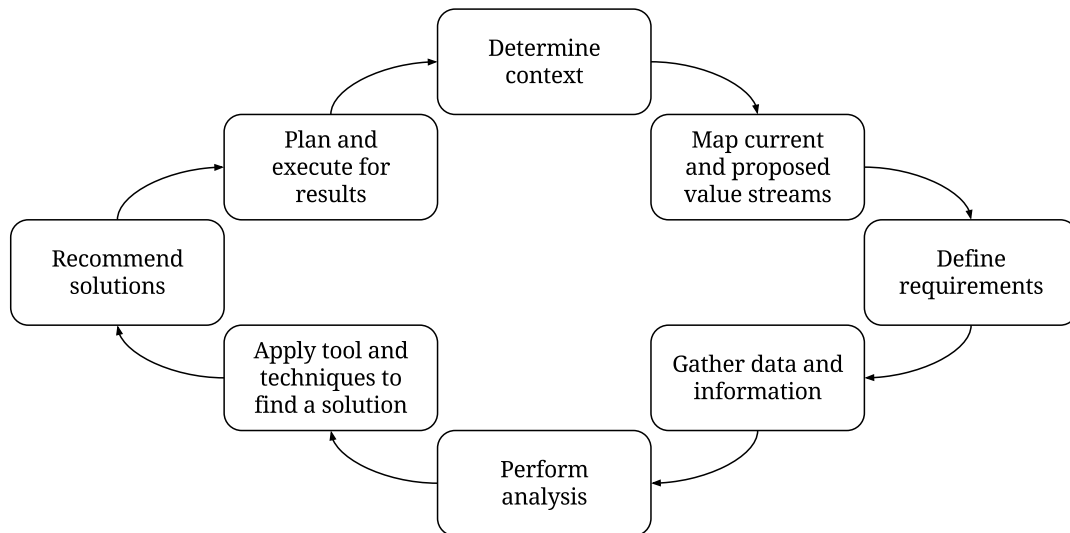 Determine
context
Map current
and proposed
value streams
Define
requirements
Gather data and
information
Perform
analysis
Apply tool and
techniques to
find a solution
Recommend
solutions
Plan and
execute for
results